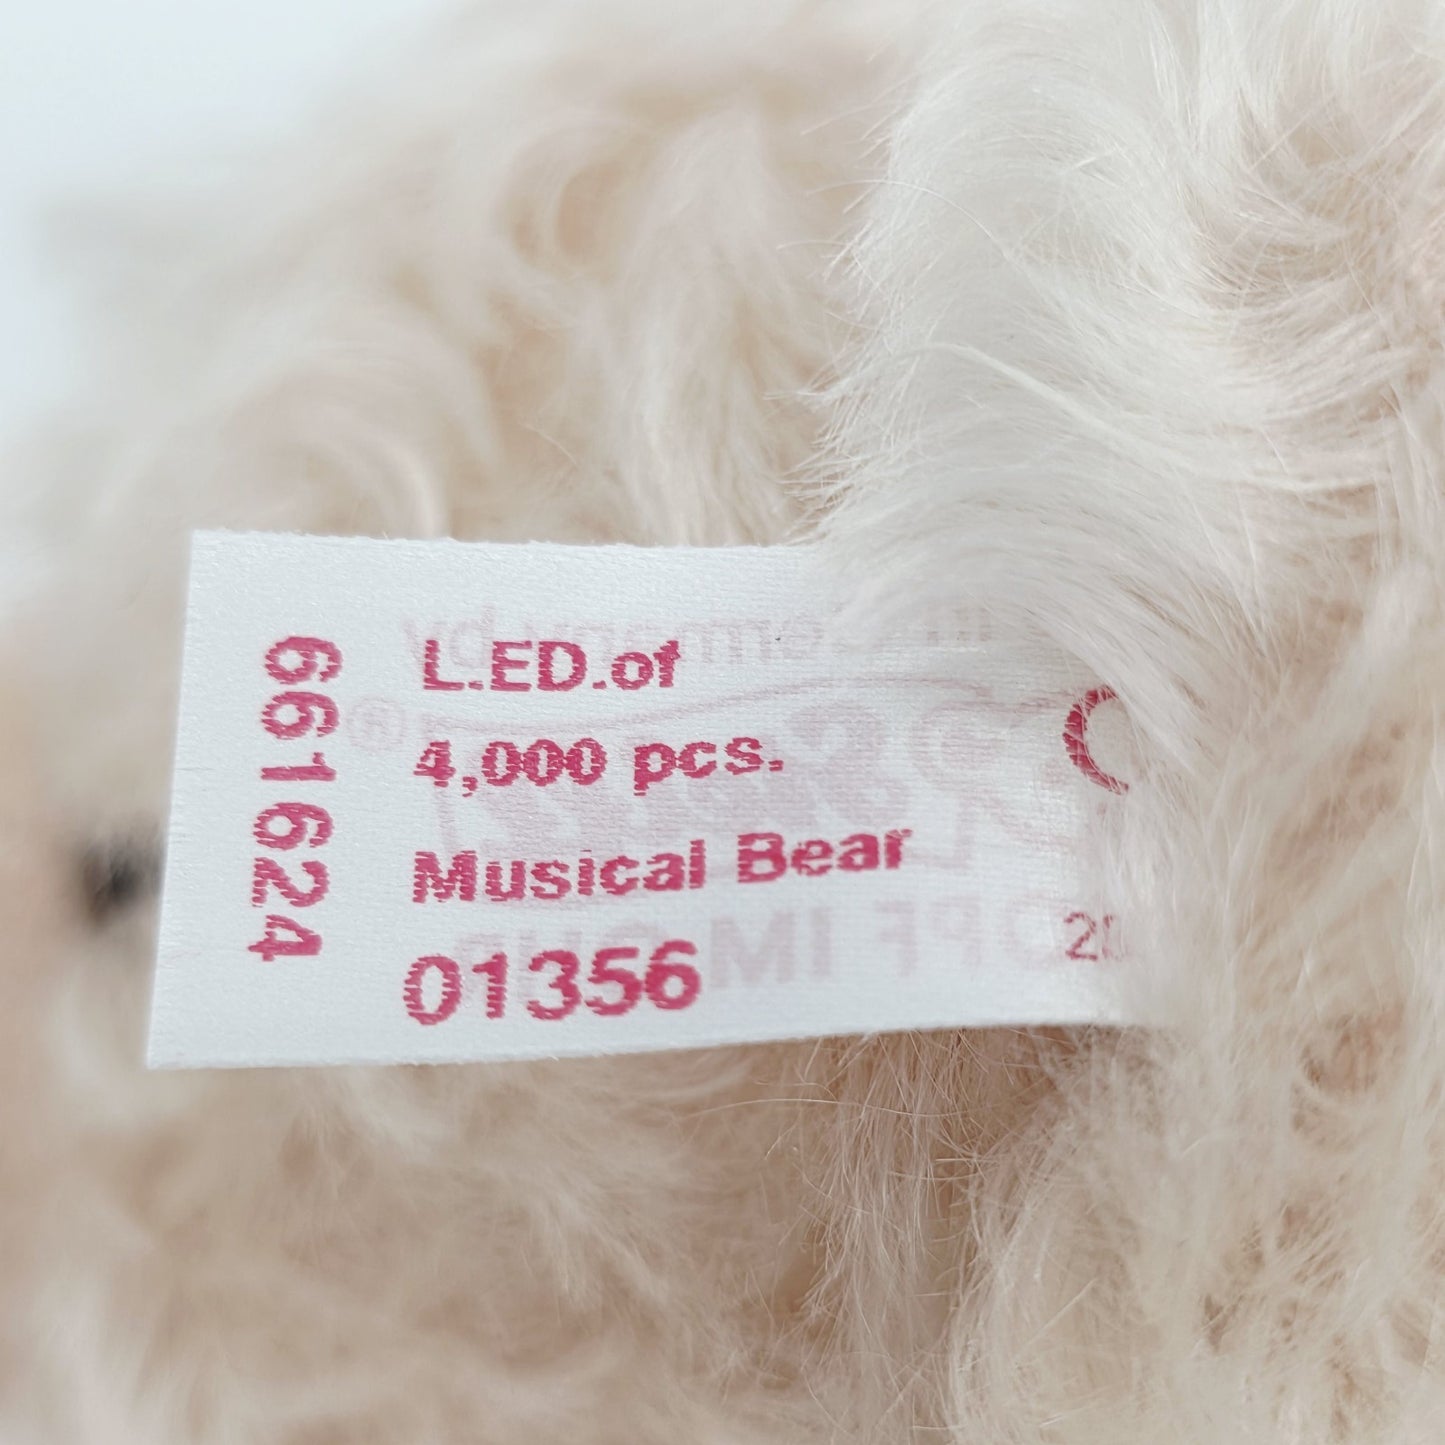 661624
L.ED.of
4,000 pcs.
Musical Bear
01356